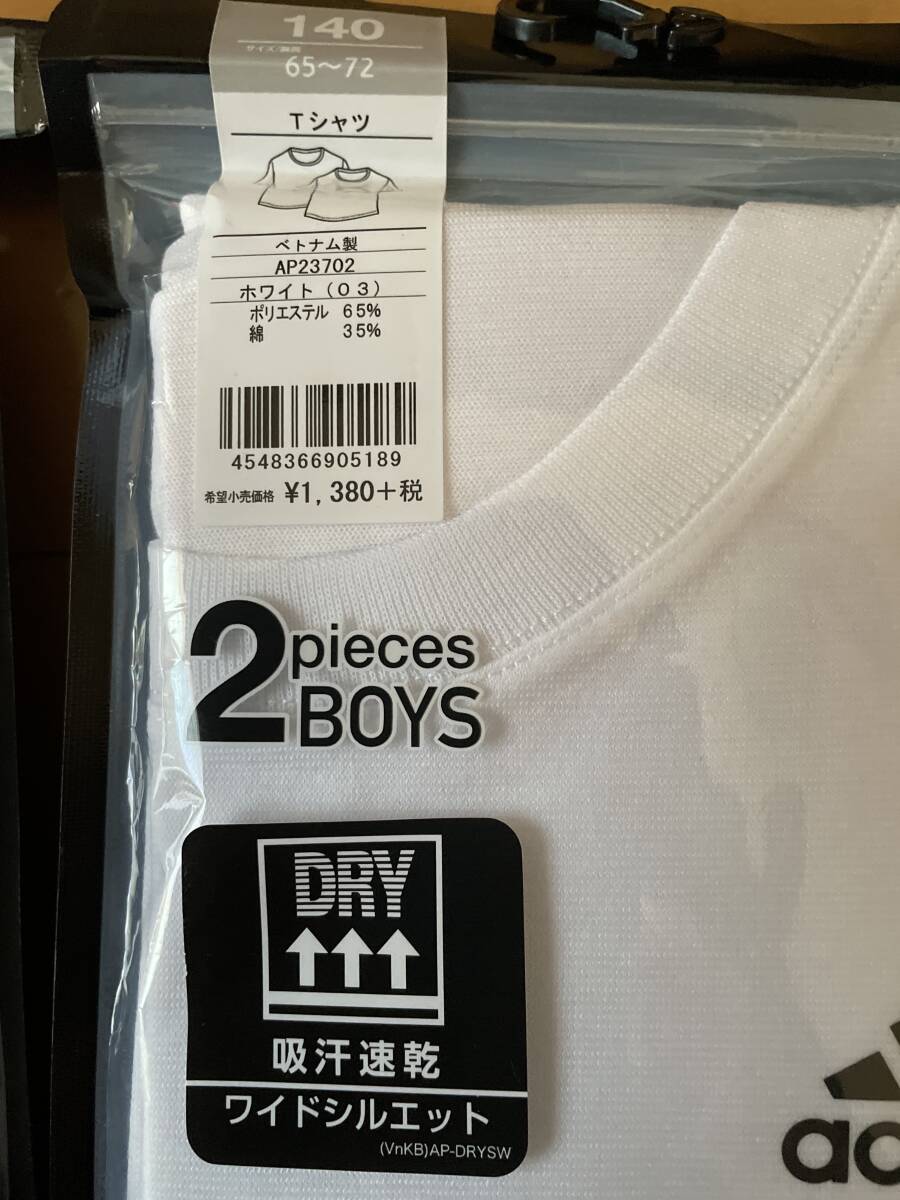 140
サイズ/胸囲
65～72
Tシャツ
ベトナム製
AP23702
ホワイト（03）
ポリエステル 65%
綿 35%
4548366905189
希望小売価格 ¥1,380+税
2 pieces
BOYS
DRY
吸汗速乾
ワイドシルエット
(VnKB)AP-DRYSW
ad